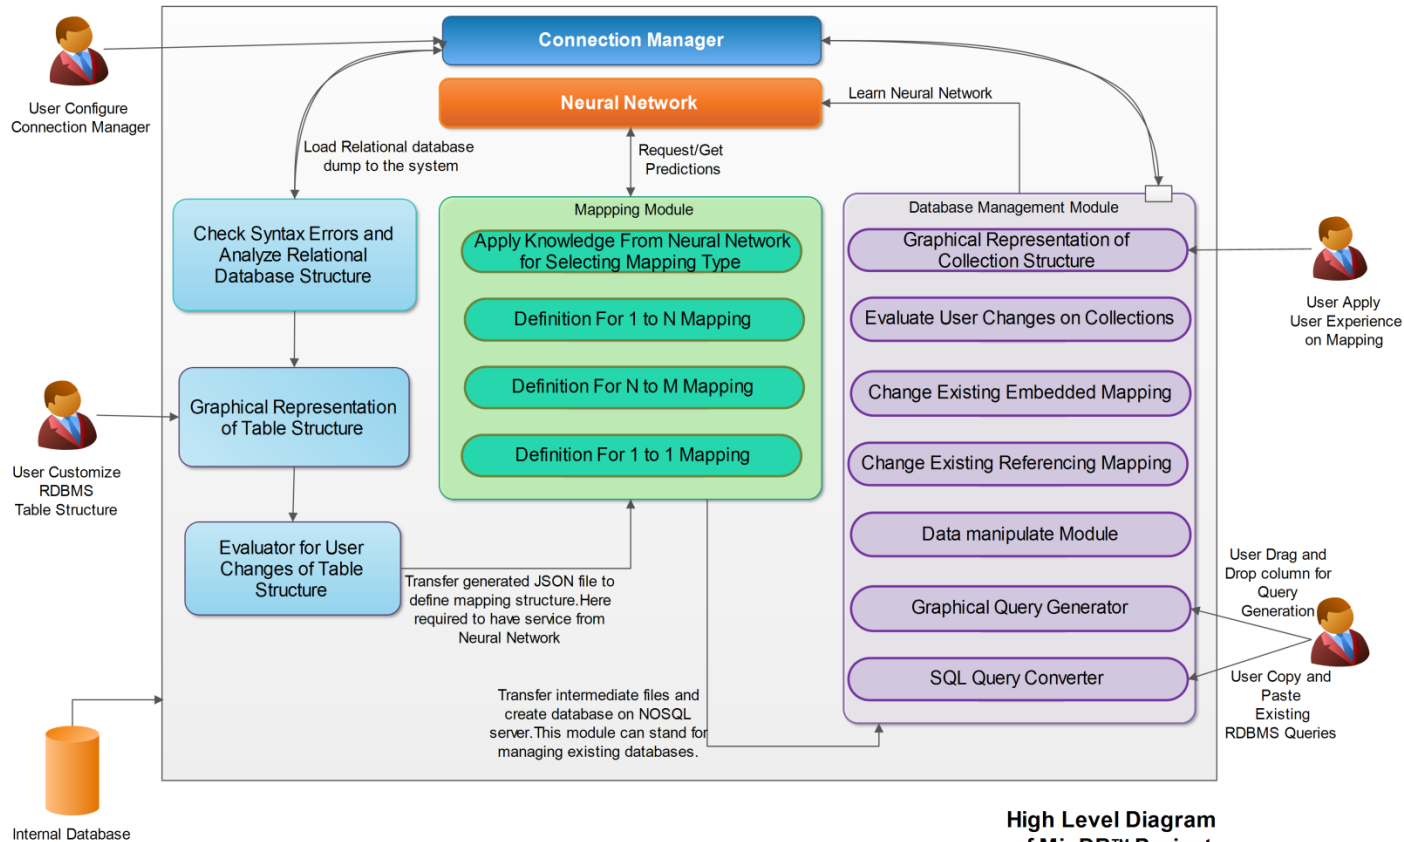 Connection Manager
Neural Network
Learn Neural Network
User Configure
Connection Manager
Load Relational database
dump to the system
Request/Get
Predictions
Check Syntax Errors and
Analyze Relational
Database Structure
Mappping Module
Apply Knowledge From Neural Network
for Selecting Mapping Type
Definition For 1 to N Mapping
Definition For N to M Mapping
Definition For 1 to 1 Mapping
Database Management Module
Graphical Representation of
Collection Structure
Evaluate User Changes on Collections
Change Existing Embedded Mapping
Change Existing Referencing Mapping
Data manipulate Module
Graphical Query Generator
SQL Query Converter
User Apply
User Experience
on Mapping
Graphical Representation
of Table Structure
User Customize
RDBMS
Table Structure
Evaluator for User
Changes of Table
Structure
Transfer generated JSON file to
define mapping structure.Here
required to have service from
Neural Network
User Drag and
Drop column for
Query
Generation
User Copy and
Paste
Existing
RDBMS Queries
Transfer intermediate files and
create database on NOSQL
server.This module can stand for
managing existing databases.
Internal Database
High Level Diagram